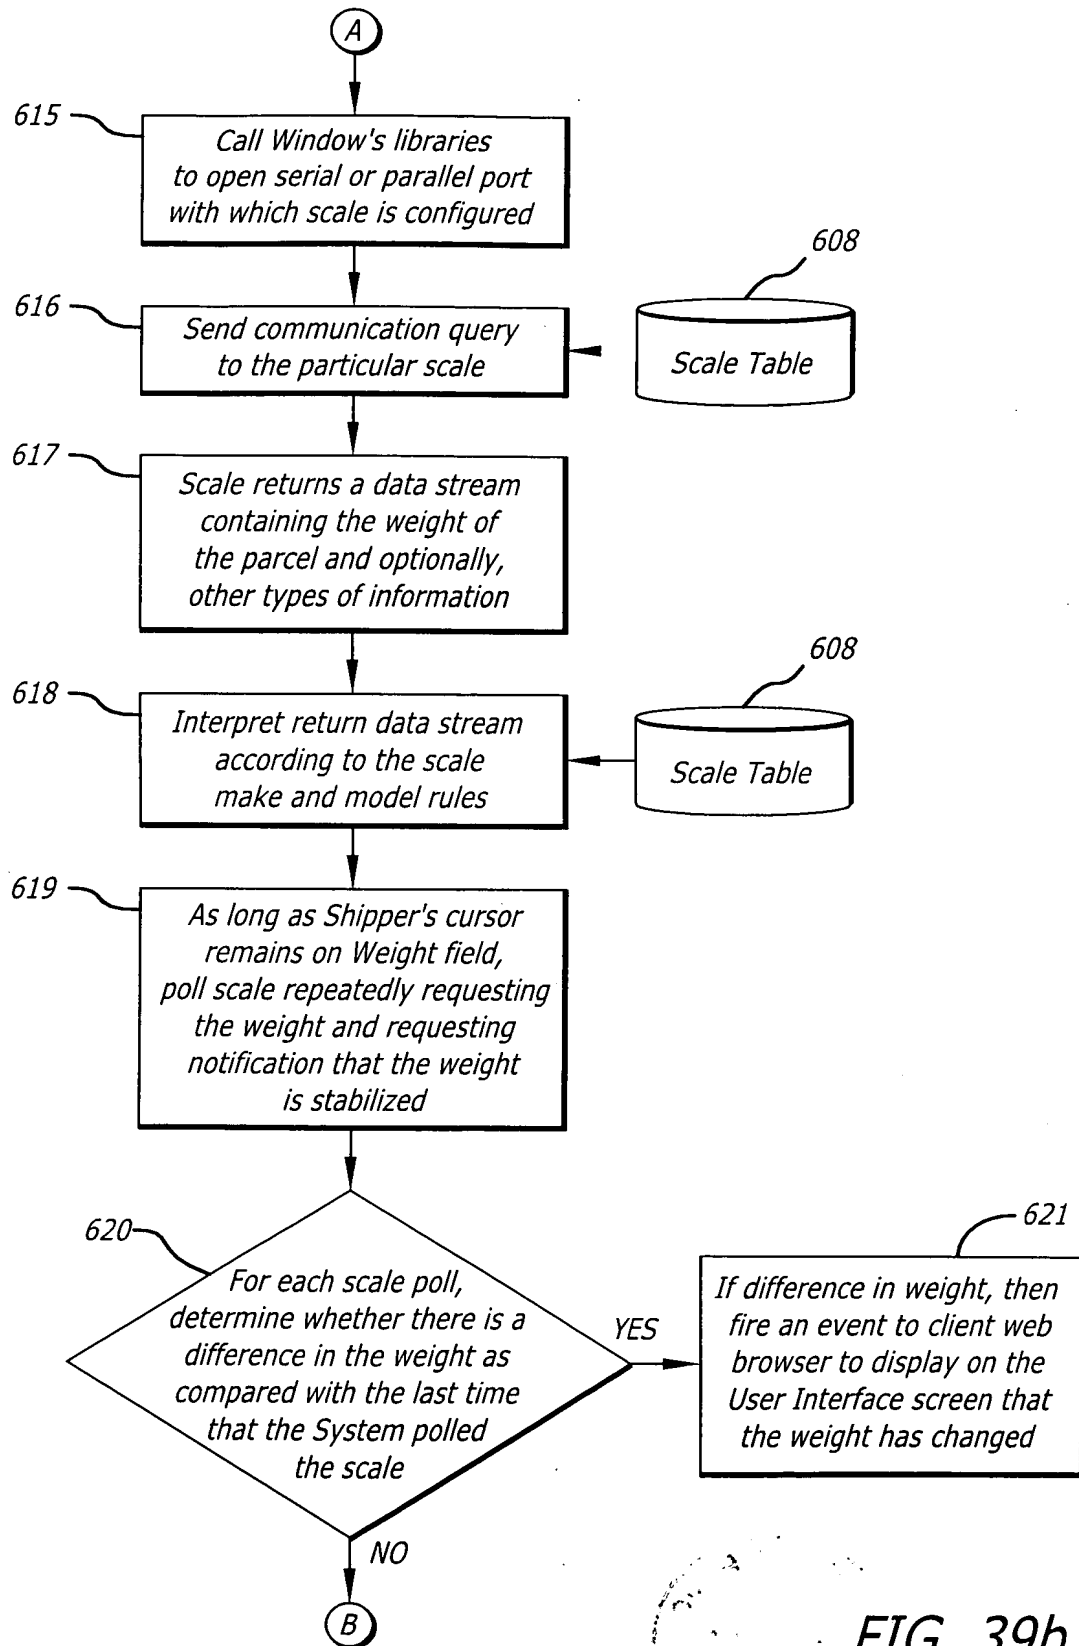 A
615
Call Window's libraries
to open serial or parallel port
with which scale is configured
608
616
Send communication query
to the particular scale
Scale Table
617
Scale returns a data stream
containing the weight of
the parcel and optionally,
other types of information
608
618
Interpret return data stream
according to the scale
make and model rules
Scale Table
619
As long as Shipper's cursor
remains on Weight field,
poll scale repeatedly requesting
the weight and requesting
notification that the weight
is stabilized
620
For each scale poll,
determine whether there is a
difference in the weight as
compared with the last time
that the System polled
the scale
YES
621
If difference in weight, then
fire an event to client web
browser to display on the
User Interface screen that
the weight has changed
NO
B
FIG. 39b